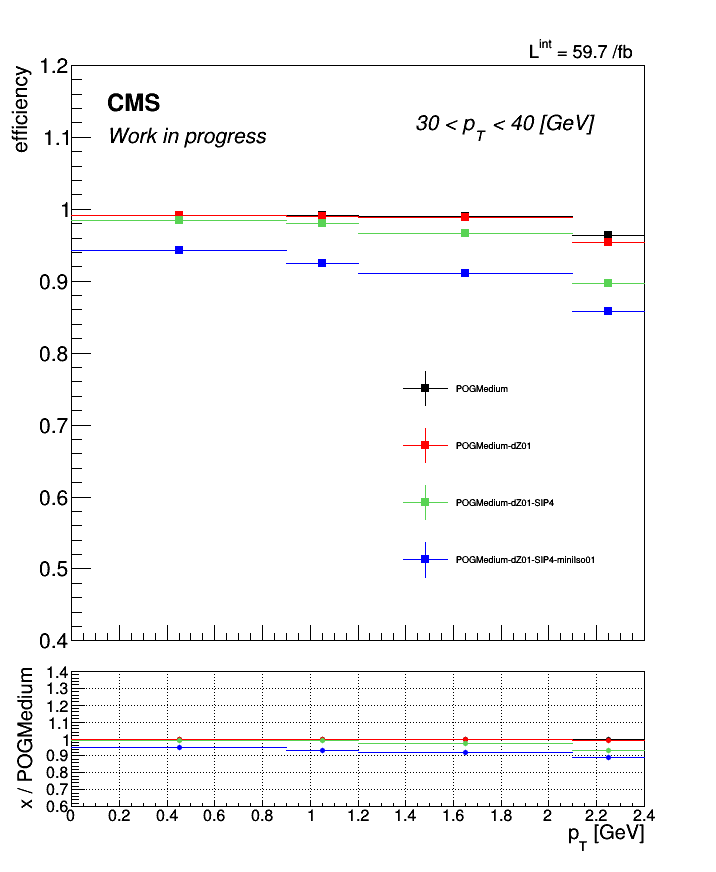 L^int = 59.7 /fb
efficiency
1.2
1.1
1
0.9
0.8
0.7
0.6
0.5
0.4
CMS
Work in progress
30 < p_T < 40 [GeV]
POGMedium
POGMedium-dZ01
POGMedium-dZ01-SIP4
POGMedium-dZ01-SIP4-miniIso01
x / POGMedium
1.4
1.3
1.2
1.1
1
0.9
0.8
0.7
0.6
0 0.2 0.4 0.6 0.8 1 1.2 1.4 1.6 1.8 2 2.2 2.4
p_T [GeV]